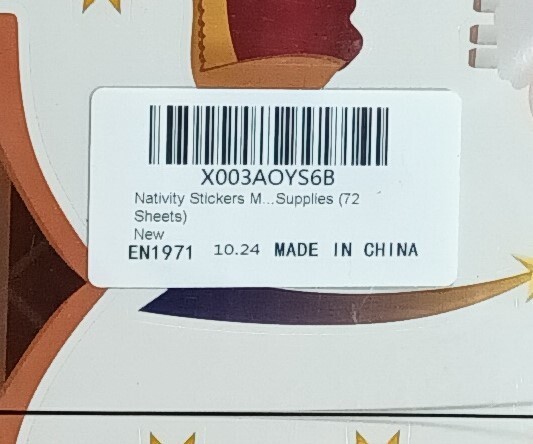 X003AOYS6B
Nativity Stickers M...Supplies (72
Sheets)
New
EN1971 10.24 MADE IN CHINA